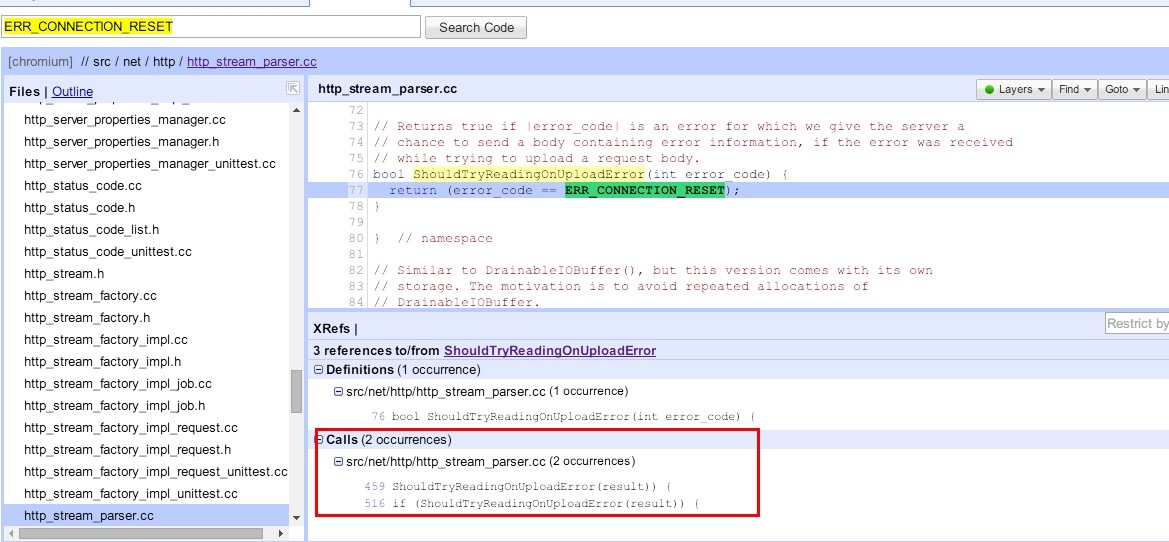 ERR_CONNECTION_RESET
Search Code
[chromium] // src / net / http / http_stream_parser.cc
Files | Outline
http_server_properties_manager.cc
http_server_properties_manager.h
http_server_properties_manager_unittest.cc
http_status_code.cc
http_status_code.h
http_status_code_list.h
http_status_code_unittest.cc
http_stream.h
http_stream_factory.cc
http_stream_factory.h
http_stream_factory_impl.cc
http_stream_factory_impl.h
http_stream_factory_impl_job.cc
http_stream_factory_impl_job.h
http_stream_factory_impl_request.cc
http_stream_factory_impl_request.h
http_stream_factory_impl_request_unittest.cc
http_stream_factory_impl_unittest.cc
http_stream_parser.cc
http_stream_parser.cc
Layers
Find
Goto
Lin
72
73 // Returns true if |error_code| is an error for which we give the server a
74 // chance to send a body containing error information, if the error was received
75 // while trying to upload a request body.
76 bool ShouldTryReadingOnUploadError(int error_code) {
77 return (error_code == ERR_CONNECTION_RESET);
78 }
79
80 } // namespace
81
82 // Similar to DrainableIOBuffer(), but this version comes with its own
83 // storage. The motivation is to avoid repeated allocations of
84 // DrainableIOBuffer.
XRefs |
Restrict by
3 references to/from ShouldTryReadingOnUploadError
Definitions (1 occurrence)
src/net/http/http_stream_parser.cc (1 occurrence)
76 bool ShouldTryReadingOnUploadError(int error_code) {
Calls (2 occurrences)
src/net/http/http_stream_parser.cc (2 occurrences)
459 ShouldTryReadingOnUploadError(result)) {
516 if (ShouldTryReadingOnUploadError(result)) {